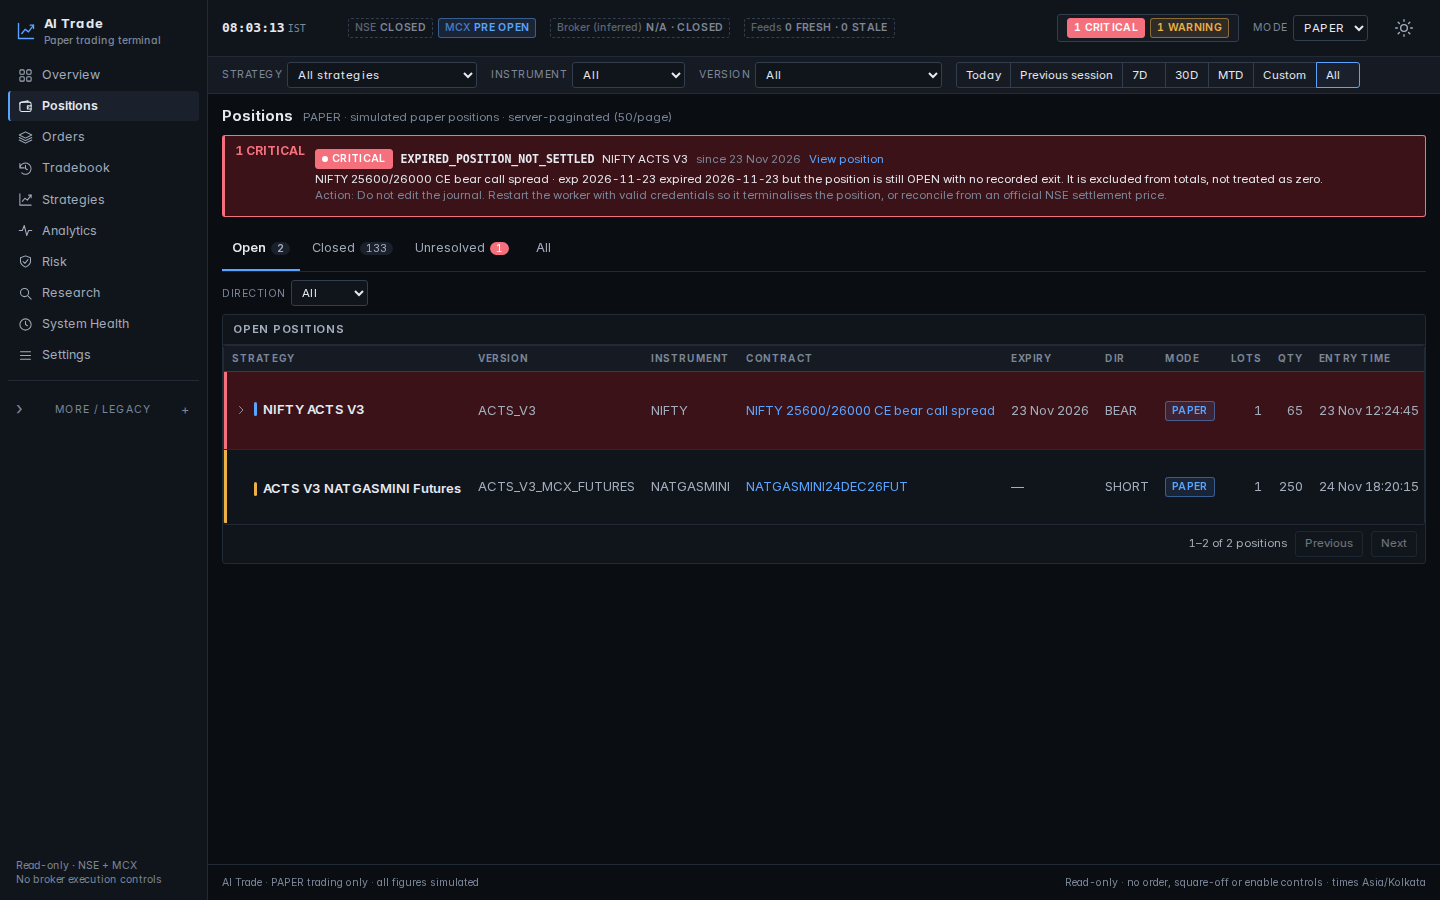 AI Trade
Paper trading terminal
Overview
Positions
Orders
Tradebook
Strategies
Analytics
Risk
Research
System Health
Settings
MORE / LEGACY +
Read-only · NSE + MCX
No broker execution controls
08:03:13 IST
NSE CLOSED
MCX PRE OPEN
Broker (inferred) N/A · CLOSED
Feeds 0 FRESH · 0 STALE
1 CRITICAL
1 WARNING
MODE PAPER
STRATEGY All strategies
INSTRUMENT All
VERSION All
Today Previous session 7D 30D MTD Custom All
Positions PAPER · simulated paper positions · server-paginated (50/page)
1 CRITICAL
CRITICAL EXPIRED_POSITION_NOT_SETTLED NIFTY ACTS V3 since 23 Nov 2026 View position
NIFTY 25600/26000 CE bear call spread · exp 2026-11-23 expired 2026-11-23 but the position is still OPEN with no recorded exit. It is excluded from totals, not treated as zero.
Action: Do not edit the journal. Restart the worker with valid credentials so it terminalises the position, or reconcile from an official NSE settlement price.
Open 2 Closed 133 Unresolved 1 All
DIRECTION All
OPEN POSITIONS
STRATEGY VERSION INSTRUMENT CONTRACT EXPIRY DIR MODE LOTS QTY ENTRY TIME
NIFTY ACTS V3 ACTS_V3 NIFTY NIFTY 25600/26000 CE bear call spread 23 Nov 2026 BEAR PAPER 1 65 23 Nov 12:24:45
ACTS V3 NATGASMINI Futures ACTS_V3_MCX_FUTURES NATGASMINI NATGASMINI24DEC26FUT — SHORT PAPER 1 250 24 Nov 18:20:15
1–2 of 2 positions Previous Next
AI Trade · PAPER trading only · all figures simulated
Read-only · no order, square-off or enable controls · times Asia/Kolkata